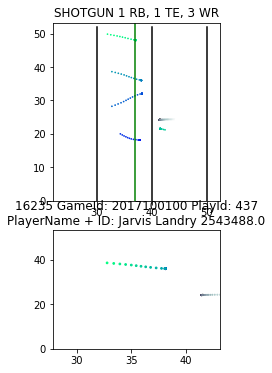 SHOTGUN 1 RB, 1 TE, 3 WR
50
40
30
20
10
0
30 40 50
16235 GameId: 2017100100 PlayId: 437
PlayerName + ID: Jarvis Landry 2543488.0
40
20
0
30 35 40